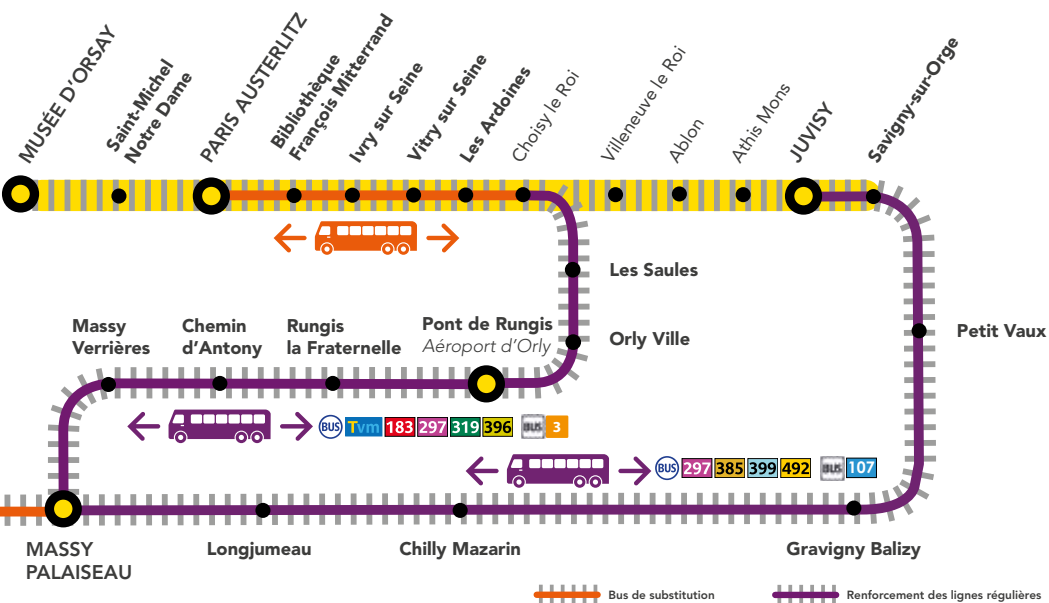 MUSÉE D'ORSAY
Saint-Michel
Notre Dame
PARIS AUSTERLITZ
Bibliothèque
François Mitterrand
Ivry sur Seine
Vitry sur Seine
Les Ardoines
Choisy le Roi
Villeneuve le Roi
Ablon
Athis Mons
JUVISY
Savigny-sur-Orge
Les Saules
Orly Ville
Petit Vaux
Massy
Verrières
Chemin
d'Antony
Rungis
la Fraternelle
Pont de Rungis
Aéroport d'Orly
BUS Tvm 183 297 319 396 BUS 3
BUS 297 385 399 492 BUS 107
MASSY
PALAISEAU
Longjumeau
Chilly Mazarin
Gravigny Balizy
Bus de substitution
Renforcement des lignes régulières